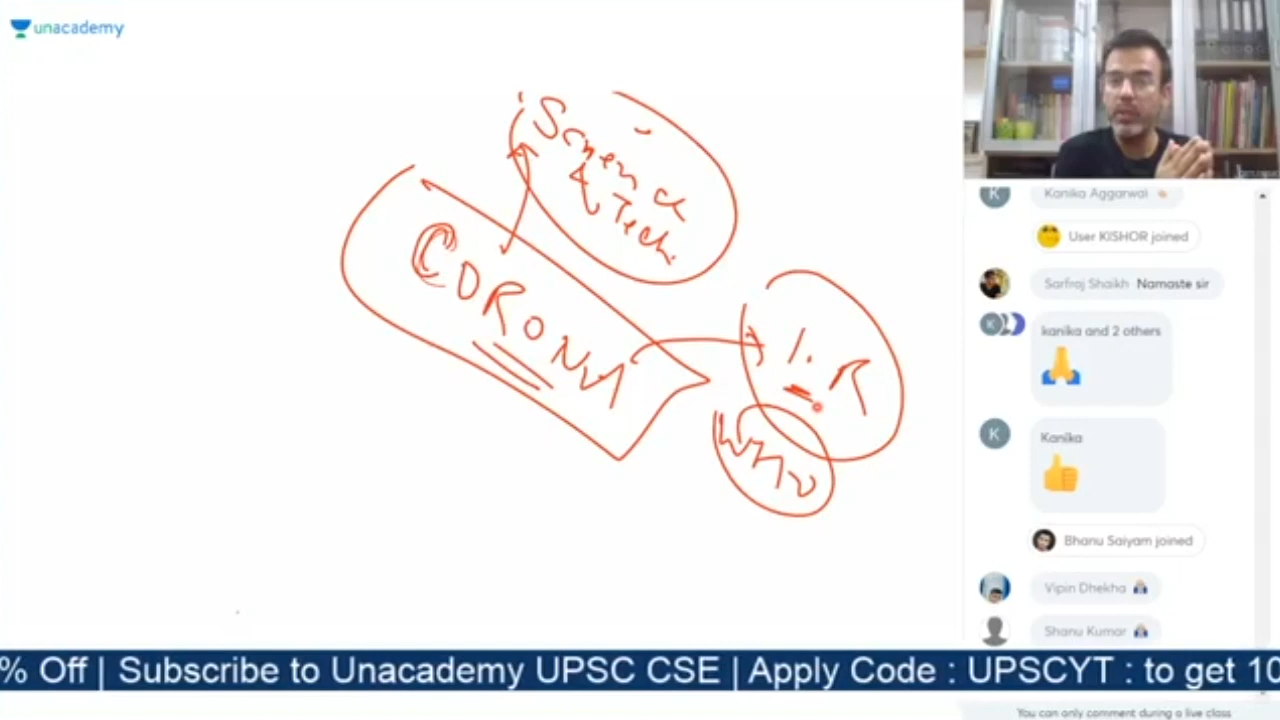 unacademy
Science
& Tech.
CORONA
I.R
WHO
K
Kanika Aggarwal
User KISHOR joined
Sarfraj Shaikh Namaste sir
K
kanika and 2 others
K
Kanika
Bhanu Saiyam joined
Vipin Dhekha
Shanu Kumar
% Off | Subscribe to Unacademy UPSC CSE | Apply Code : UPSCYT : to get 10
You can only comment during a live class